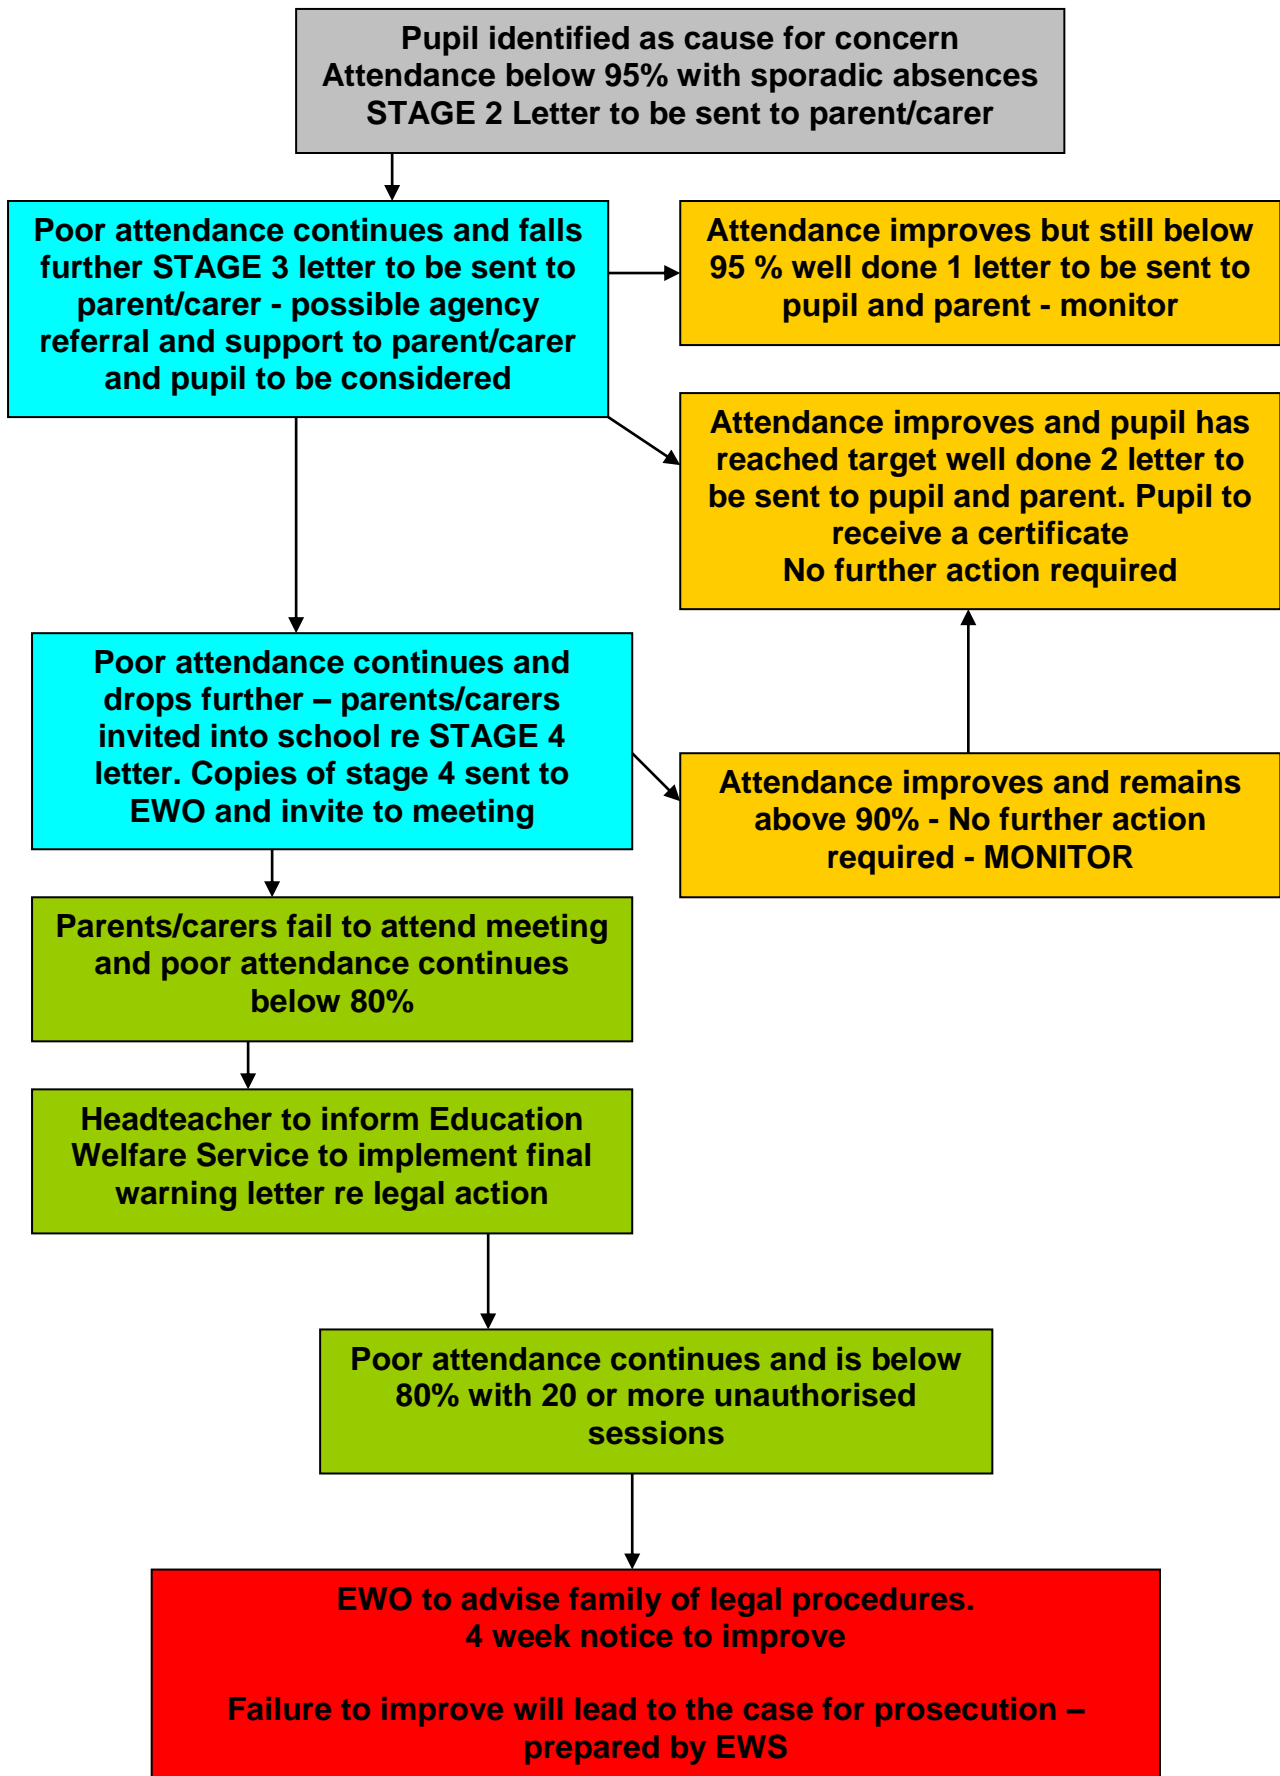 Pupil identified as cause for concern
Attendance below 95% with sporadic absences
STAGE 2 Letter to be sent to parent/carer
Poor attendance continues and falls
further STAGE 3 letter to be sent to
parent/carer - possible agency
referral and support to parent/carer
and pupil to be considered
Attendance improves but still below
95 % well done 1 letter to be sent to
pupil and parent - monitor
Attendance improves and pupil has
reached target well done 2 letter to
be sent to pupil and parent. Pupil to
receive a certificate
No further action required
Poor attendance continues and
drops further – parents/carers
invited into school re STAGE 4
letter. Copies of stage 4 sent to
EWO and invite to meeting
Attendance improves and remains
above 90% - No further action
required - MONITOR
Parents/carers fail to attend meeting
and poor attendance continues
below 80%
Headteacher to inform Education
Welfare Service to implement final
warning letter re legal action
Poor attendance continues and is below
80% with 20 or more unauthorised
sessions
EWO to advise family of legal procedures.
4 week notice to improve
Failure to improve will lead to the case for prosecution –
prepared by EWS